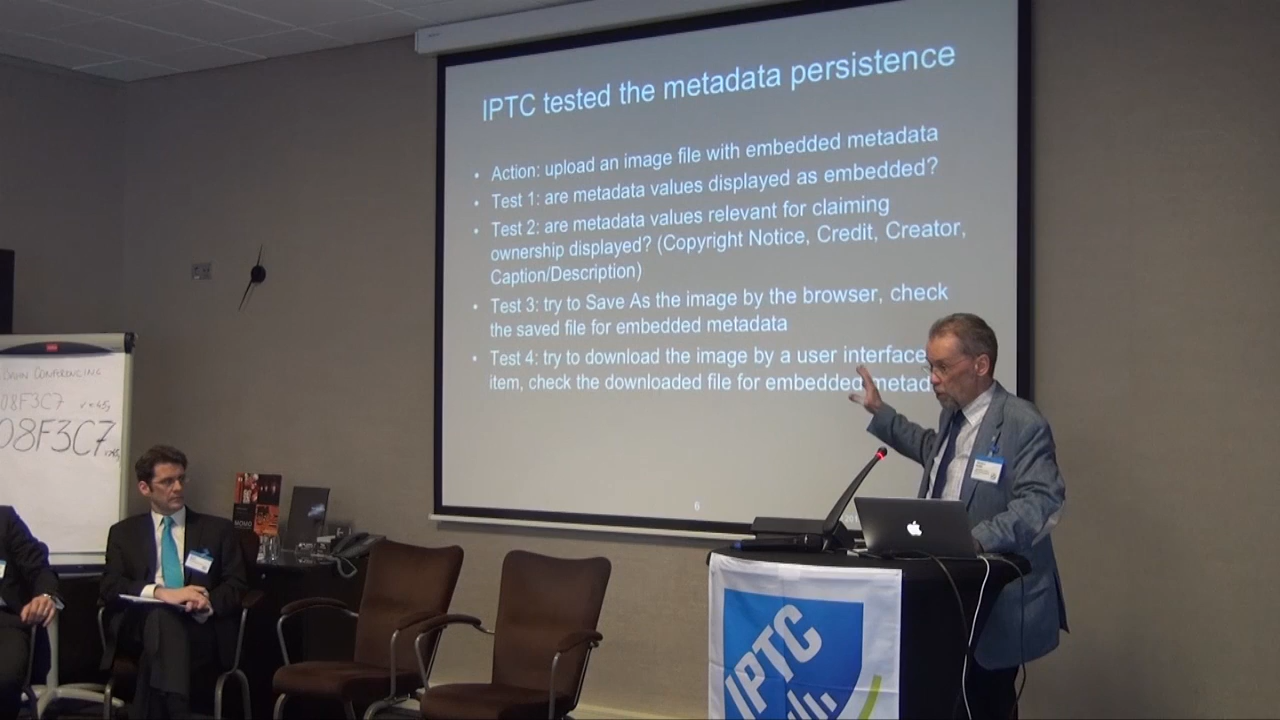 IPTC tested the metadata persistence
• Action: upload an image file with embedded metadata
• Test 1: are metadata values displayed as embedded?
• Test 2: are metadata values relevant for claiming
ownership displayed? (Copyright Notice, Credit, Creator,
Caption/Description)
• Test 3: try to Save As the image by the browser, check
the saved file for embedded metadata
• Test 4: try to download the image by a user interface
item, check the downloaded file for embedded metad
6
CONFERENCING
08F3C7
08F3C7
IPTC